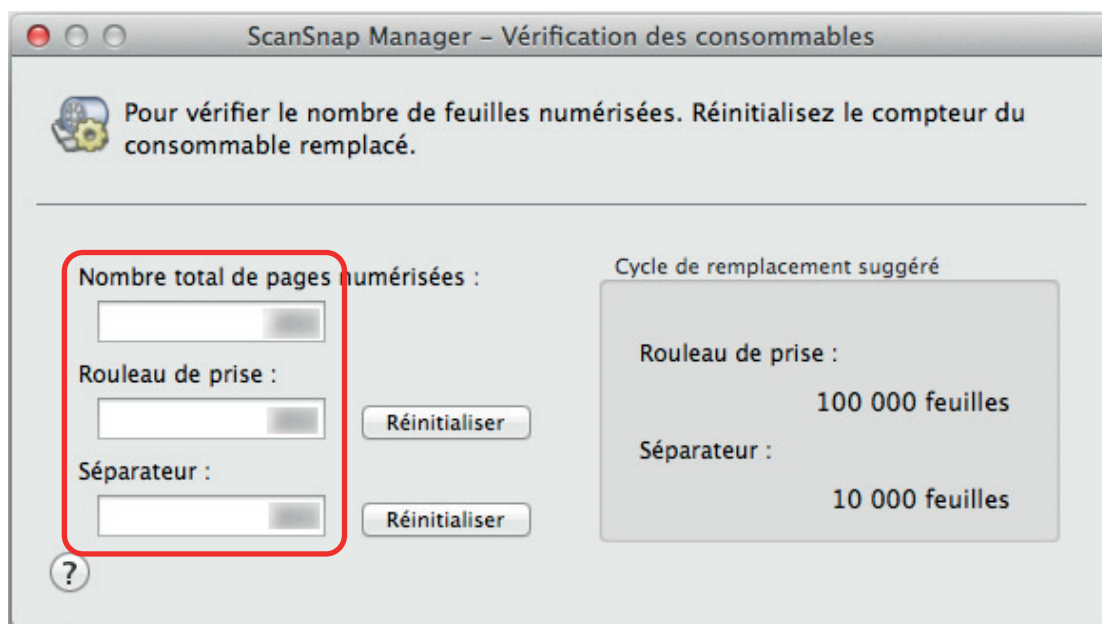 ScanSnap Manager – Vérification des consommables
Pour vérifier le nombre de feuilles numérisées. Réinitialisez le compteur du
consommable remplacé.
Nombre total de pages numérisées :
Cycle de remplacement suggéré
Rouleau de prise :
Rouleau de prise :
100 000 feuilles
Réinitialiser
Séparateur :
Séparateur :
10 000 feuilles
Réinitialiser
?